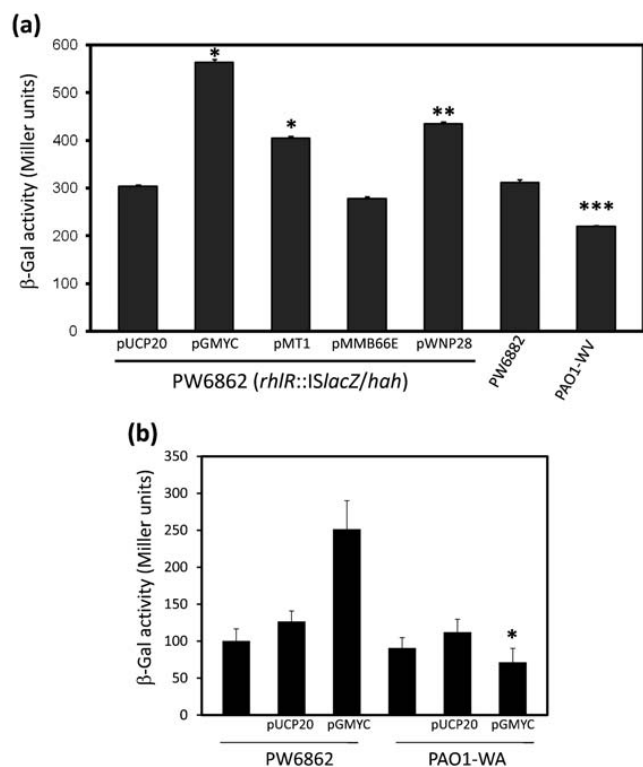 (a)
β-Gal activity (Miller units)
600
500
400
300
200
100
0
*
*
**
***
pUCP20 pGMYC pMT1 pMMB66E pWNP28
PW6882
PAO1-WV
PW6862 (rhlR::ISlacZ/hah)
(b)
β-Gal activity (Miller units)
350
300
250
200
150
100
50
0
*
pUCP20 pGMYC pUCP20 pGMYC
PW6862 PAO1-WA